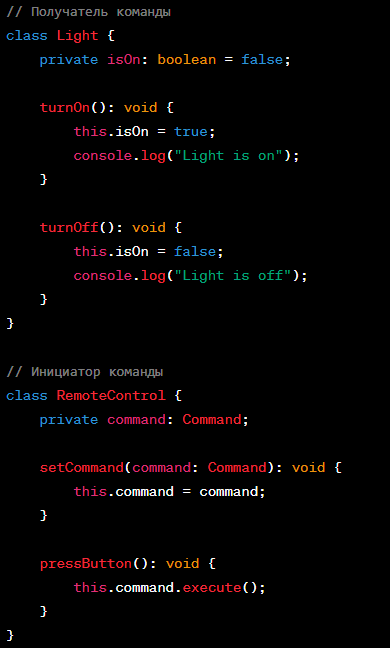 // Получатель команды
class Light {
    private isOn: boolean = false;

    turnOn(): void {
        this.isOn = true;
        console.log("Light is on");
    }

    turnOff(): void {
        this.isOn = false;
        console.log("Light is off");
    }
}

// Инициатор команды
class RemoteControl {
    private command: Command;

    setCommand(command: Command): void {
        this.command = command;
    }

    pressButton(): void {
        this.command.execute();
    }
}